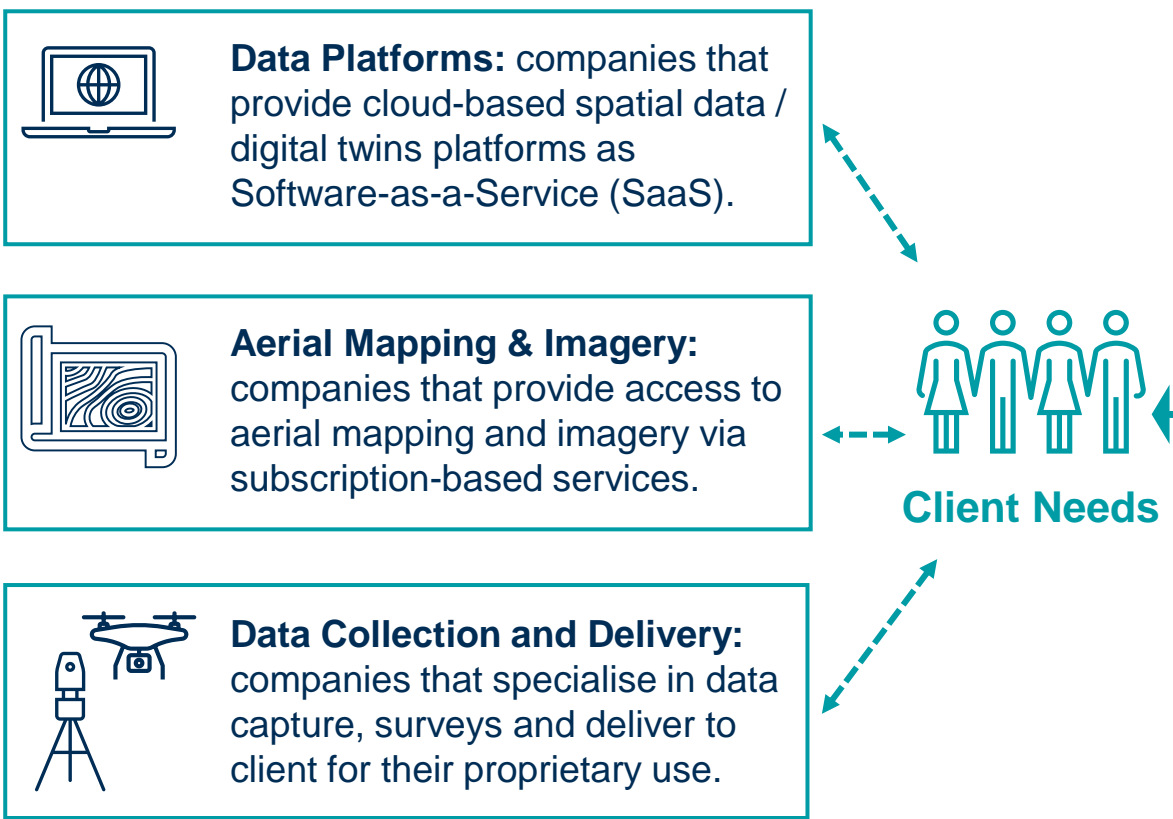 Data Platforms: companies that
provide cloud-based spatial data /
digital twins platforms as
Software-as-a-Service (SaaS).
Aerial Mapping & Imagery:
companies that provide access to
aerial mapping and imagery via
subscription-based services.
Client Needs
Data Collection and Delivery:
companies that specialise in data
capture, surveys and deliver to
client for their proprietary use.